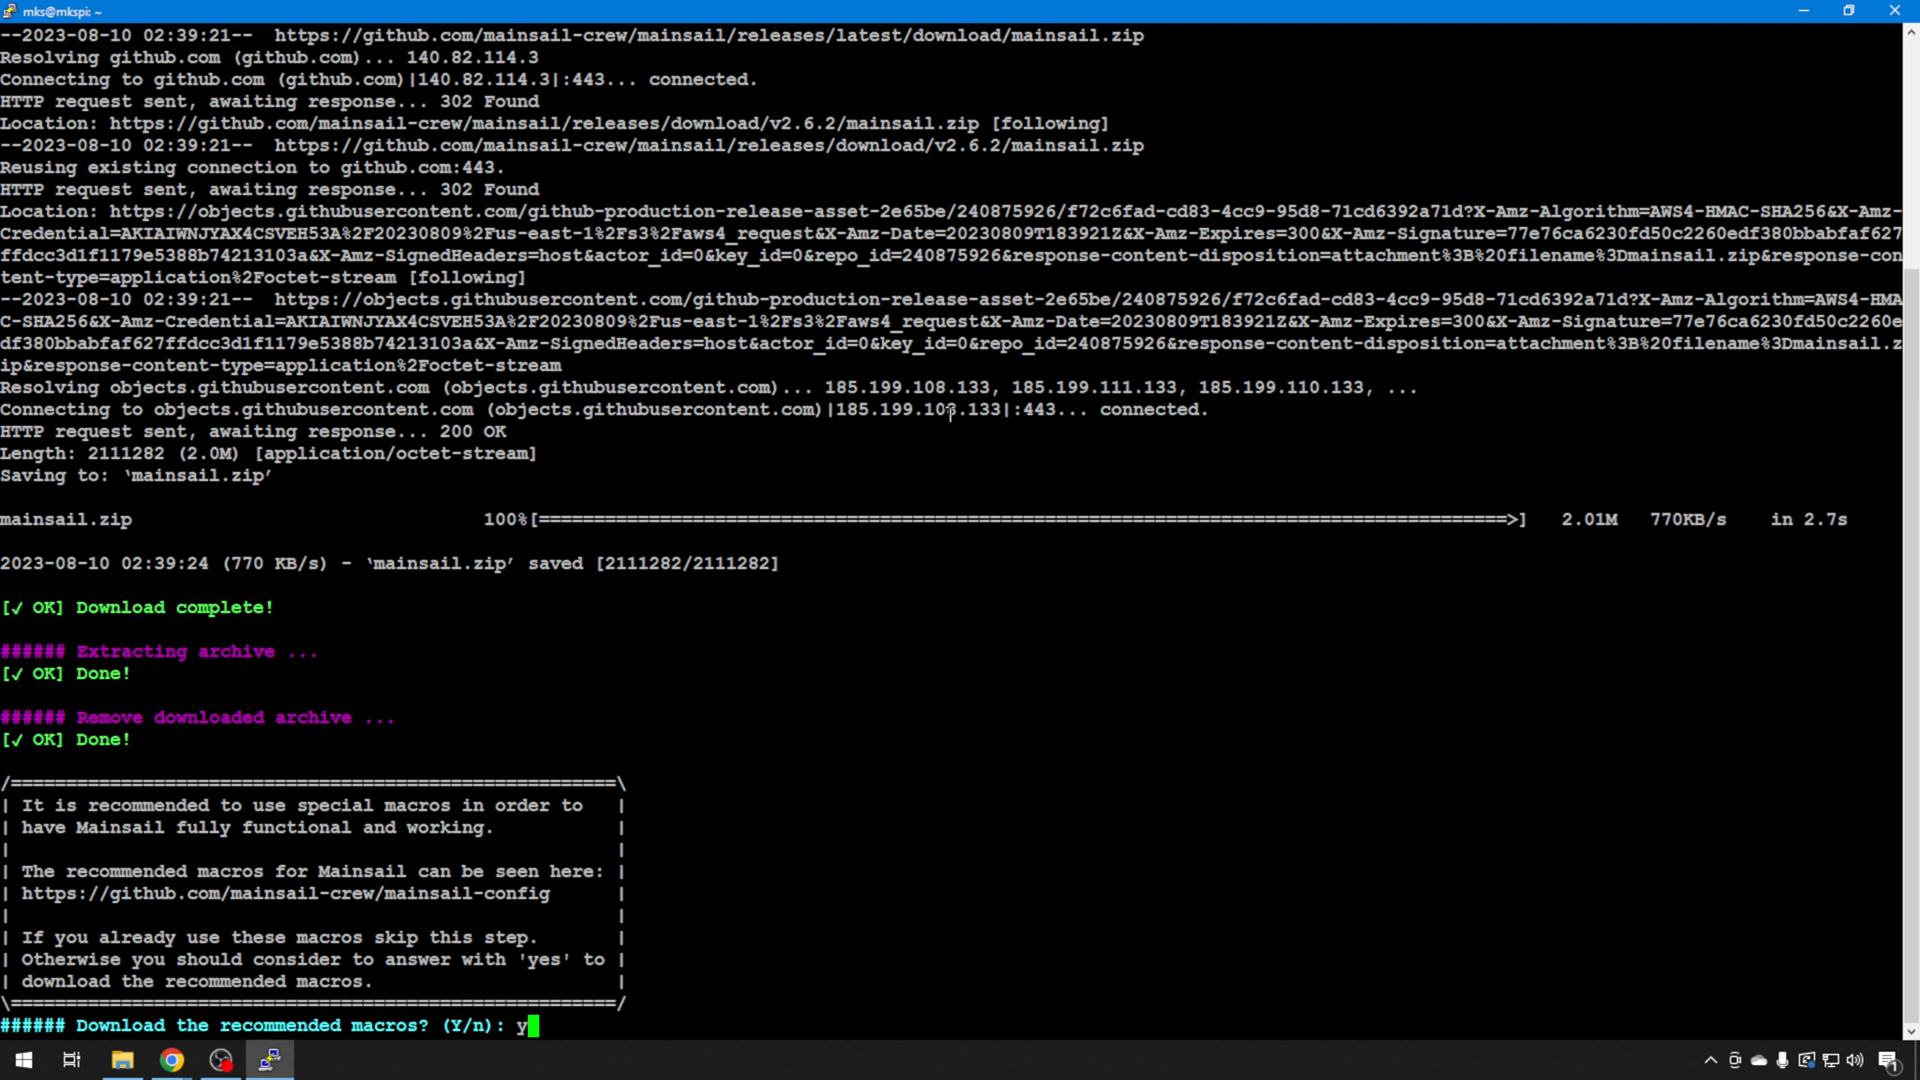 mks@mkspi: ~
--2023-08-10 02:39:21--  https://github.com/mainsail-crew/mainsail/releases/latest/download/mainsail.zip
Resolving github.com (github.com)... 140.82.114.3
Connecting to github.com (github.com)|140.82.114.3|:443... connected.
HTTP request sent, awaiting response... 302 Found
Location: https://github.com/mainsail-crew/mainsail/releases/download/v2.6.2/mainsail.zip [following]
--2023-08-10 02:39:21--  https://github.com/mainsail-crew/mainsail/releases/download/v2.6.2/mainsail.zip
Reusing existing connection to github.com:443.
HTTP request sent, awaiting response... 302 Found
Location: https://objects.githubusercontent.com/github-production-release-asset-2e65be/240875926/f72c6fad-cd83-4cc9-95d8-71cd6392a71d?X-Amz-Algorithm=AWS4-HMAC-SHA256&X-Amz-
Credential=AKIAIWNJYAX4CSVEH53A%2F20230809%2Fus-east-1%2Fs3%2Faws4_request&X-Amz-Date=20230809T183921Z&X-Amz-Expires=300&X-Amz-Signature=77e76ca6230fd50c2260edf380bbabfaf627
ffdcc3d1f1179e5388b74213103a&X-Amz-SignedHeaders=host&actor_id=0&key_id=0&repo_id=240875926&response-content-disposition=attachment%3B%20filename%3Dmainsail.zip&response-con
tent-type=application%2Foctet-stream [following]
--2023-08-10 02:39:21--  https://objects.githubusercontent.com/github-production-release-asset-2e65be/240875926/f72c6fad-cd83-4cc9-95d8-71cd6392a71d?X-Amz-Algorithm=AWS4-HMA
C-SHA256&X-Amz-Credential=AKIAIWNJYAX4CSVEH53A%2F20230809%2Fus-east-1%2Fs3%2Faws4_request&X-Amz-Date=20230809T183921Z&X-Amz-Expires=300&X-Amz-Signature=77e76ca6230fd50c2260e
df380bbabfaf627ffdcc3d1f1179e5388b74213103a&X-Amz-SignedHeaders=host&actor_id=0&key_id=0&repo_id=240875926&response-content-disposition=attachment%3B%20filename%3Dmainsail.z
ip&response-content-type=application%2Foctet-stream
Resolving objects.githubusercontent.com (objects.githubusercontent.com)... 185.199.108.133, 185.199.111.133, 185.199.110.133, ...
Connecting to objects.githubusercontent.com (objects.githubusercontent.com)|185.199.108.133|:443... connected.
HTTP request sent, awaiting response... 200 OK
Length: 2111282 (2.0M) [application/octet-stream]
Saving to: ‘mainsail.zip’
mainsail.zip 100%[========================================================================================>] 2.01M 770KB/s in 2.7s
2023-08-10 02:39:24 (770 KB/s) - ‘mainsail.zip’ saved [2111282/2111282]
[✓ OK] Download complete!
###### Extracting archive ...
[✓ OK] Done!
###### Remove downloaded archive ...
[✓ OK] Done!
/=======================================================\
| It is recommended to use special macros in order to   |
| have Mainsail fully functional and working.           |
|                                                       |
| The recommended macros for Mainsail can be seen here: |
| https://github.com/mainsail-crew/mainsail-config      |
|                                                       |
| If you already use these macros skip this step.       |
| Otherwise you should consider to answer with 'yes' to |
| download the recommended macros.                      |
\=======================================================/
###### Download the recommended macros? (Y/n): y
1